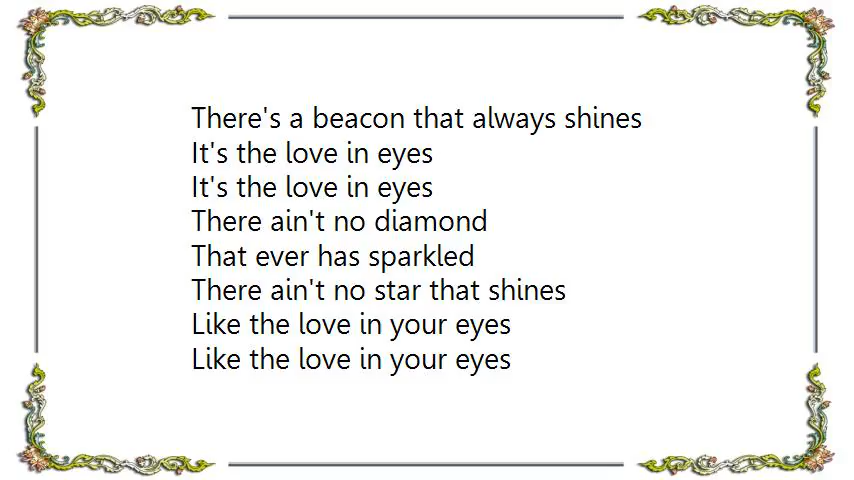 There's a beacon that always shines
It's the love in eyes
It's the love in eyes
There ain't no diamond
That ever has sparkled
There ain't no star that shines
Like the love in your eyes
Like the love in your eyes